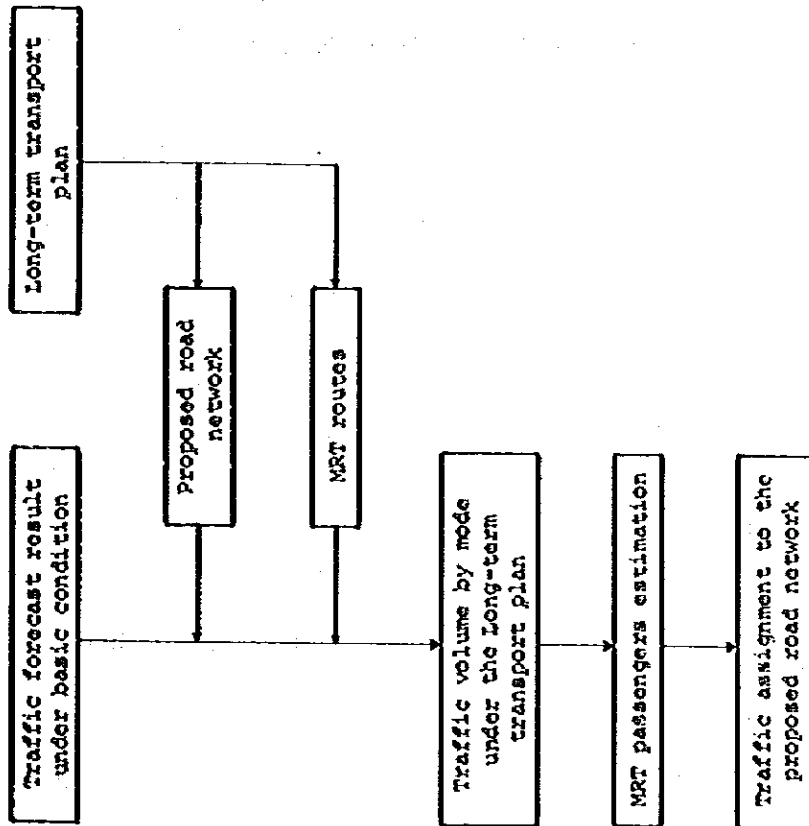 Traffic forecast result
under basic condition
Long-term transport
plan
Proposed road
network
MRT routes
Traffic volume by mode
under the Long-term
transport plan
MRT passengers estimation
Traffic assignment to the
proposed road network